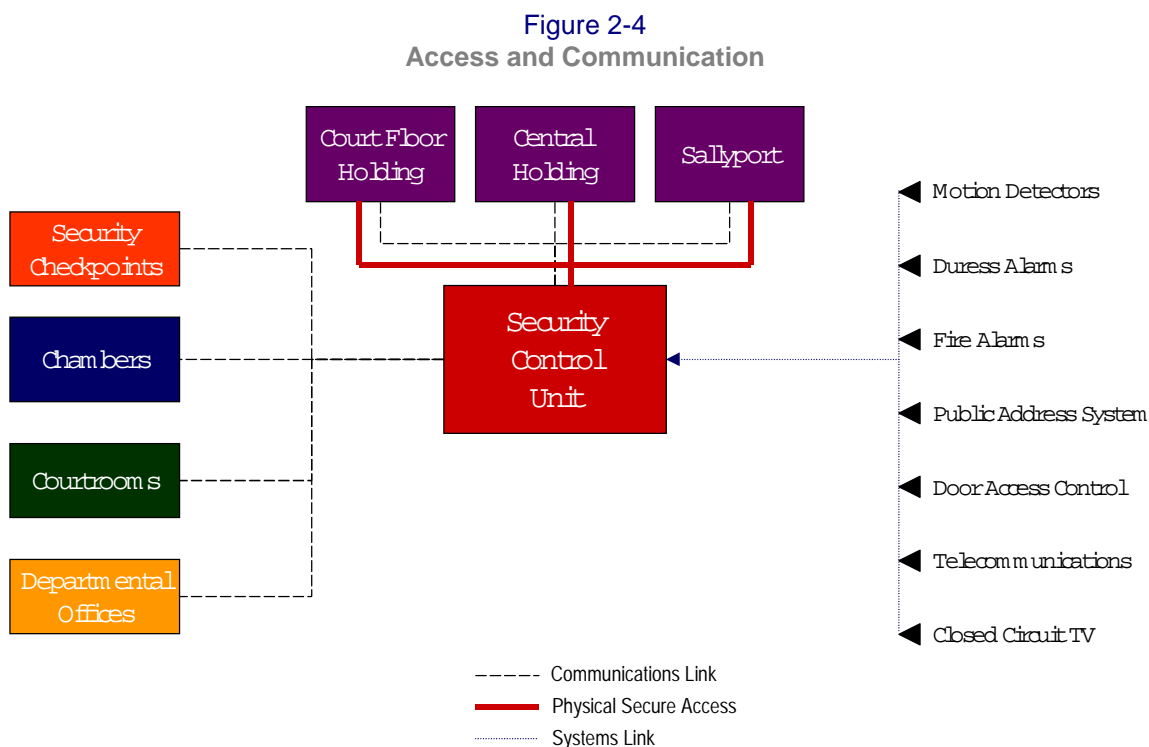 Figure 2-4
Access and Communication
Court Floor
Holding
Central
Holding
Sallyport
Security
Checkpoints
Chambers
Courtrooms
Departmental
Offices
Security
Control
Unit
Motion Detectors
Duress Alarms
Fire Alarms
Public Address System
Door Access Control
Telecommunications
Closed Circuit TV
Communications Link
Physical Secure Access
Systems Link